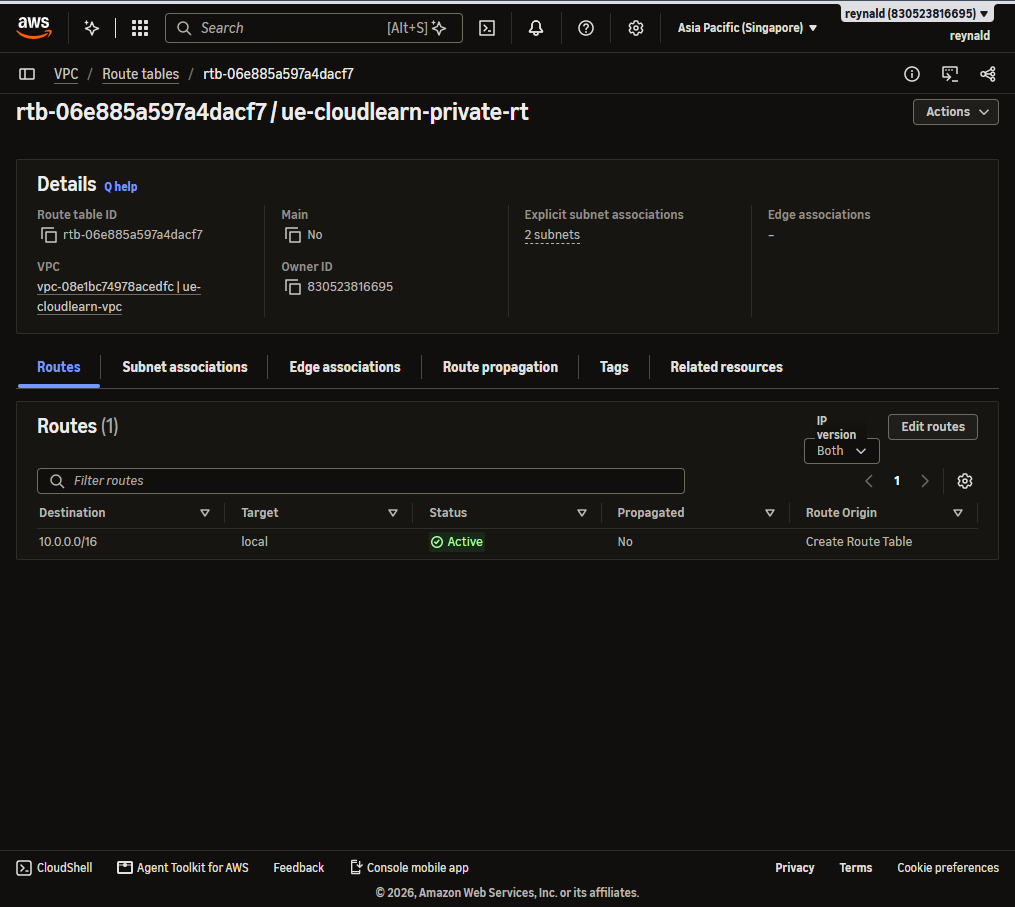 reynald (830523816695)
aws
Search [Alt+S]
Asia Pacific (Singapore)
reynald
VPC / Route tables / rtb-06e885a597a4dacf7
rtb-06e885a597a4dacf7 / ue-cloudlearn-private-rt
Actions
Details Q help
Route table ID
rtb-06e885a597a4dacf7
Main
No
Explicit subnet associations
2 subnets
Edge associations
–
VPC
vpc-08e1bc74978acedfc | ue-
cloudlearn-vpc
Owner ID
830523816695
Routes Subnet associations Edge associations Route propagation Tags Related resources
Routes (1)
IP
version
Both
Edit routes
Filter routes
1
Destination Target Status Propagated Route Origin
10.0.0.0/16 local Active No Create Route Table
CloudShell Agent Toolkit for AWS Feedback Console mobile app Privacy Terms Cookie preferences
© 2026, Amazon Web Services, Inc. or its affiliates.